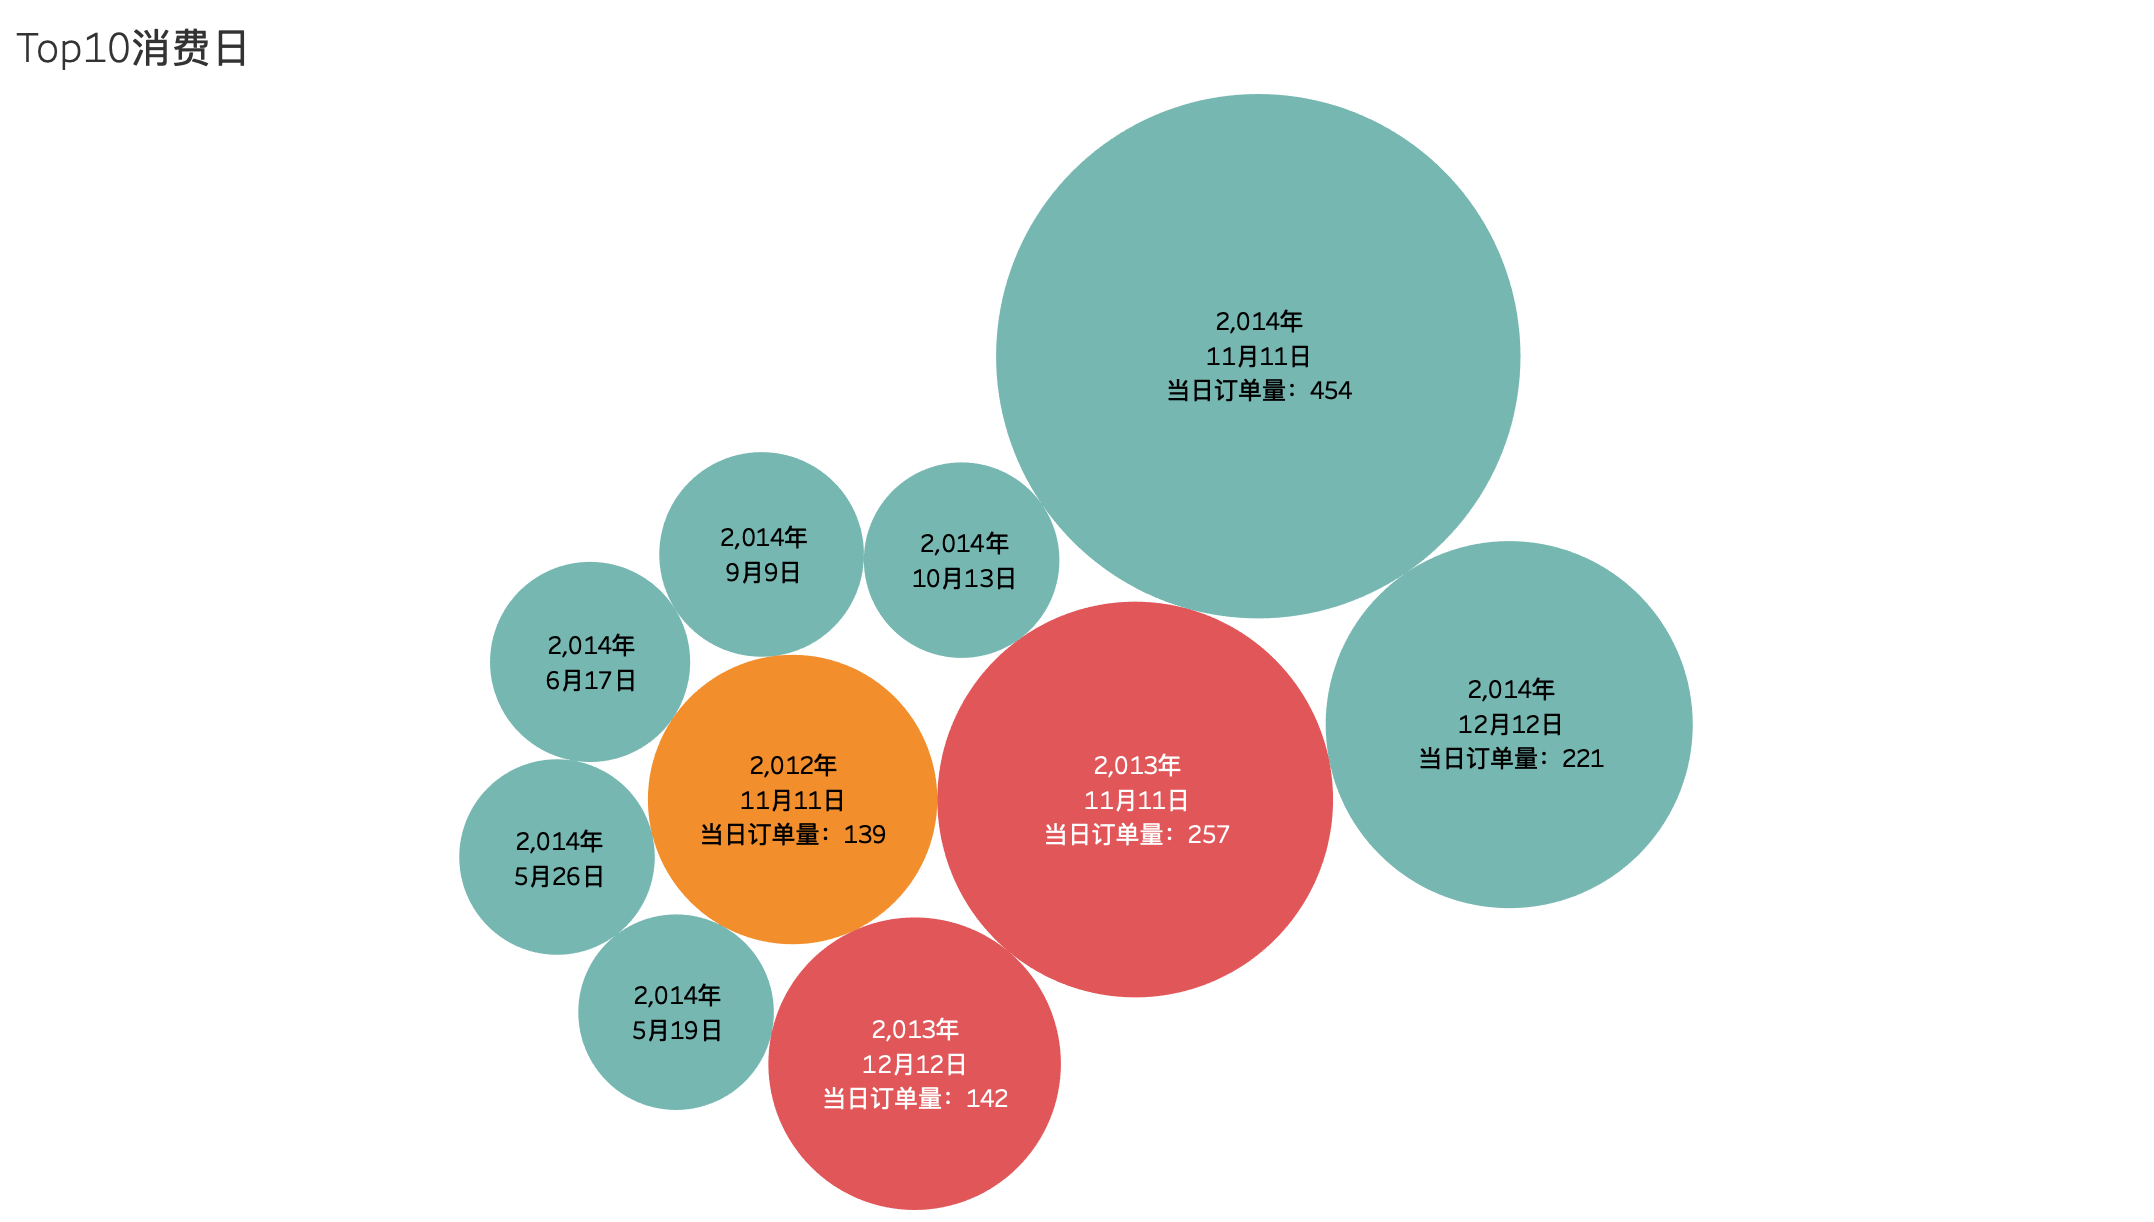 Top10消费日
2,014年
11月11日
当日订单量：454
2,014年
9月9日
2,014年
10月13日
2,014年
6月17日
2,014年
12月12日
当日订单量：221
2,012年
11月11日
当日订单量：139
2,013年
11月11日
当日订单量：257
2,014年
5月26日
2,014年
5月19日
2,013年
12月12日
当日订单量：142